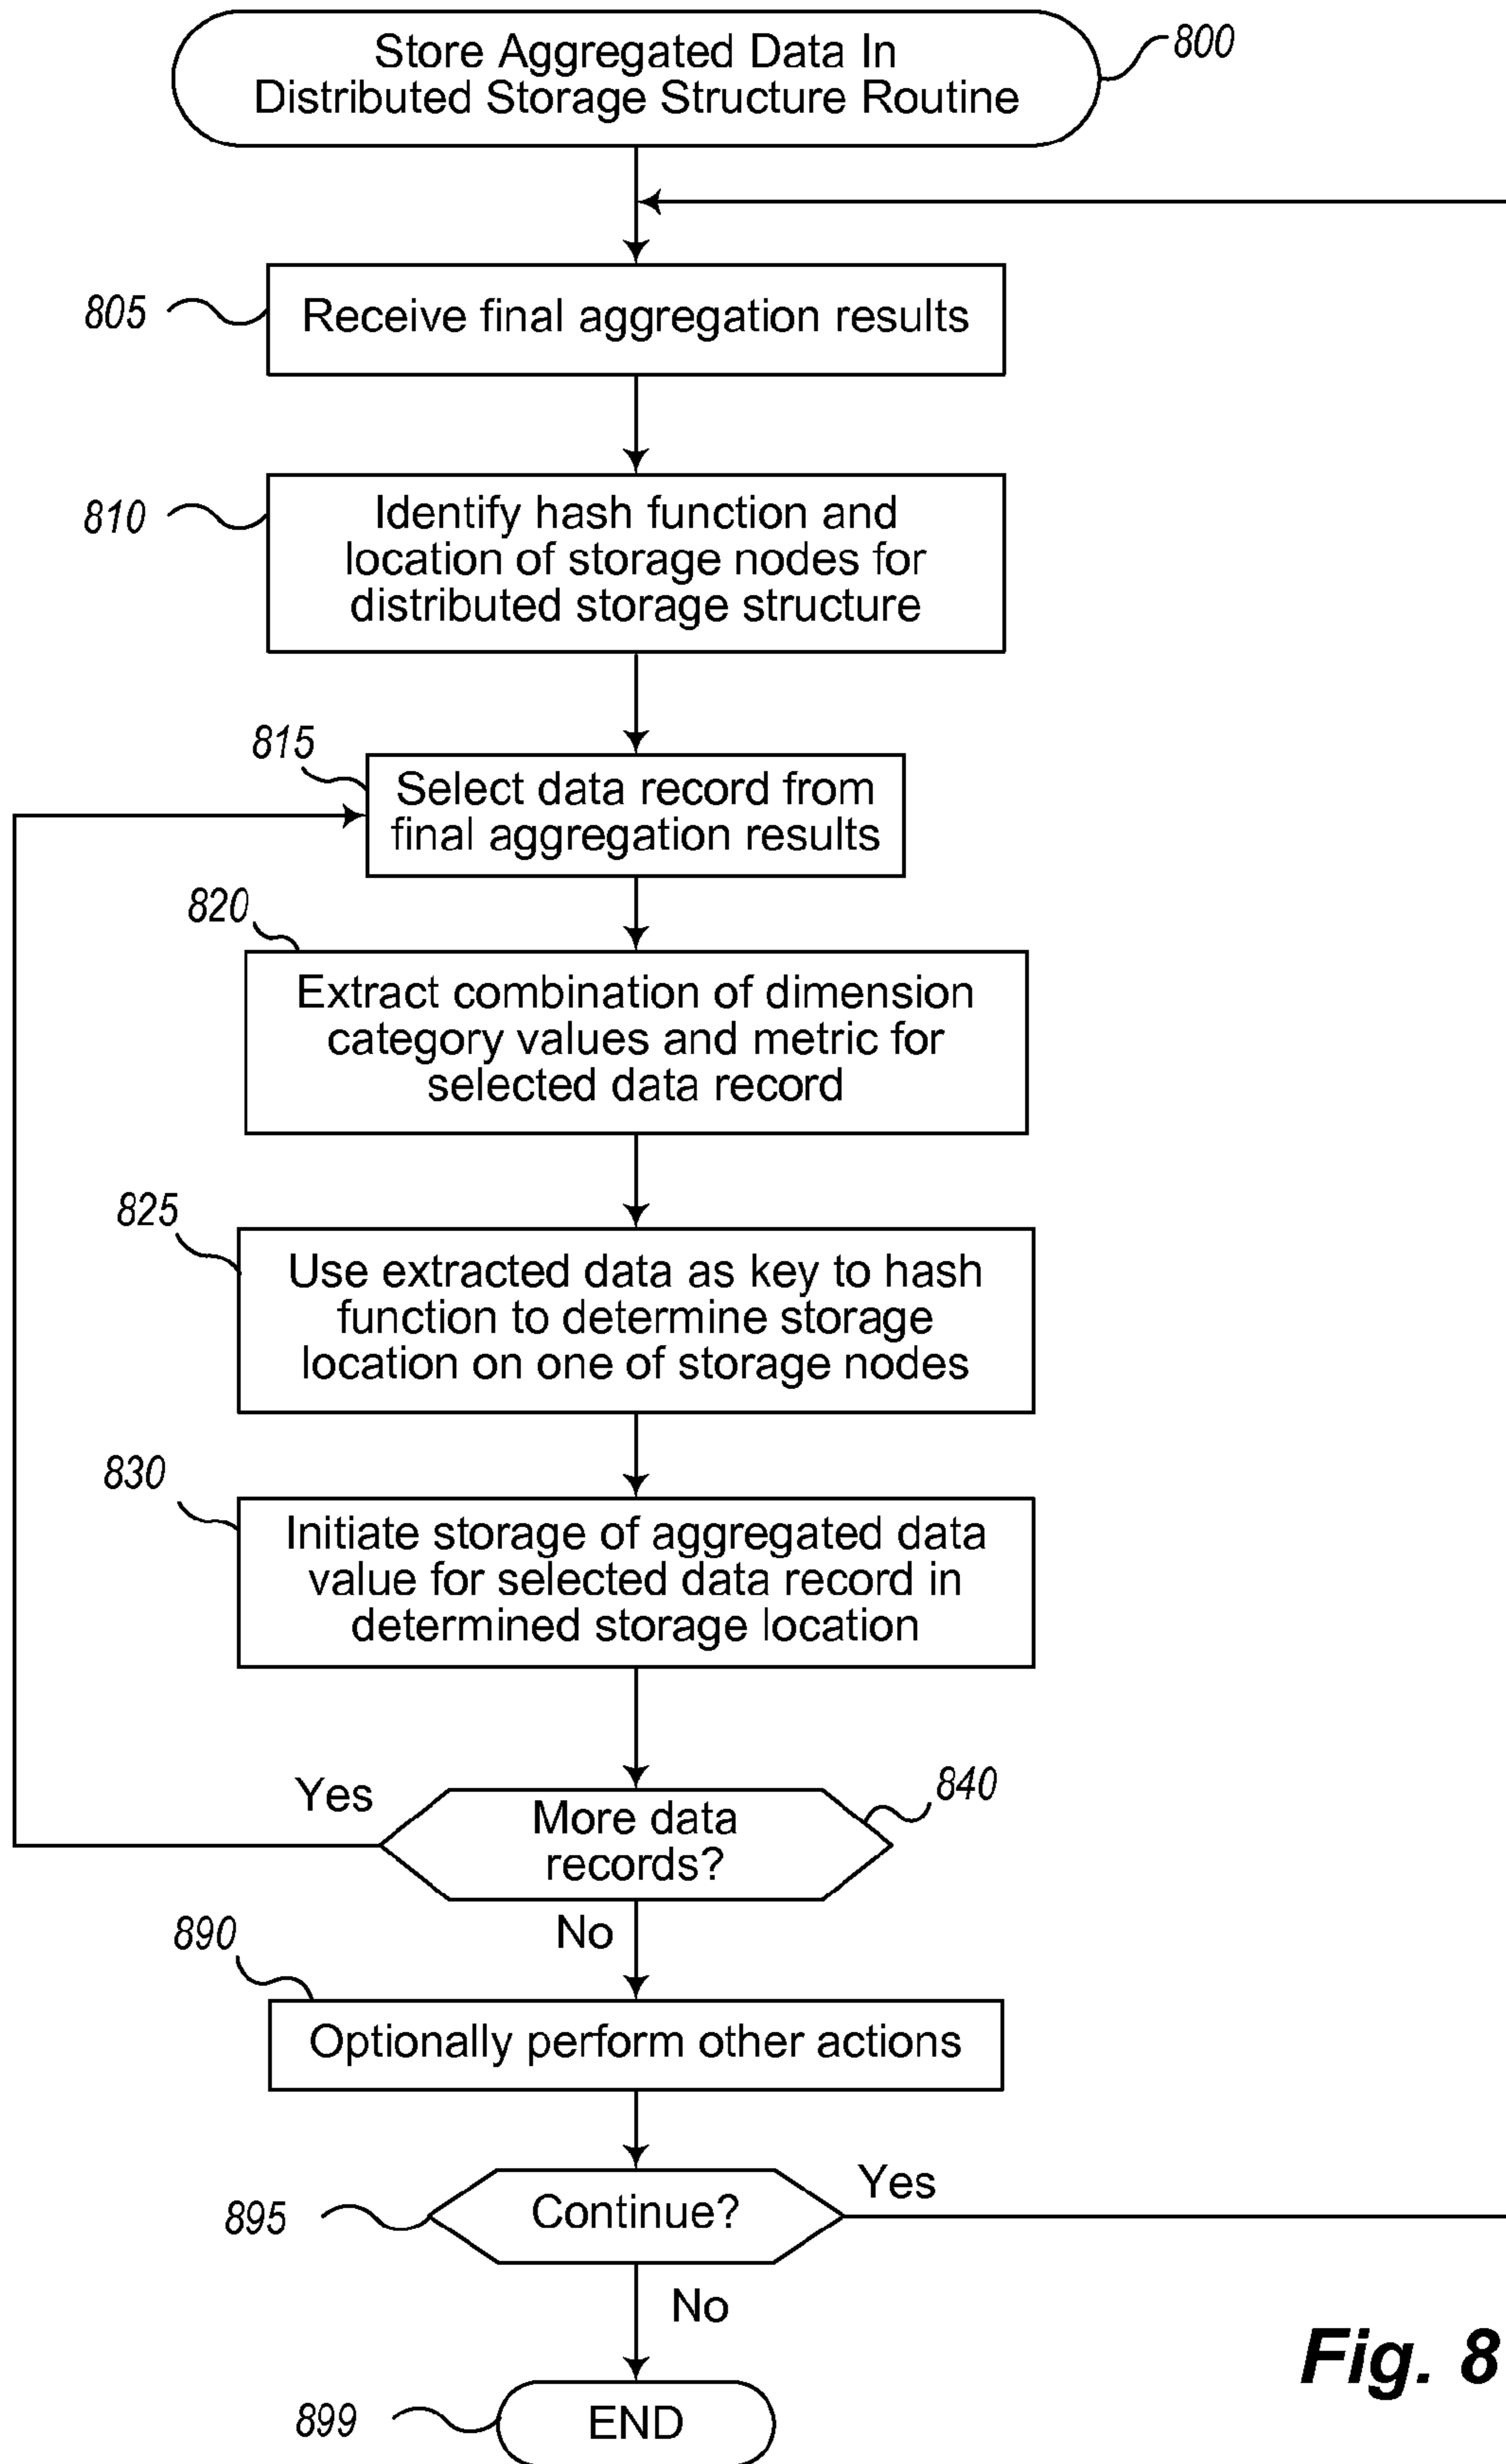 Store Aggregated Data In
Distributed Storage Structure Routine
800
805
Receive final aggregation results
810
Identify hash function and
location of storage nodes for
distributed storage structure
815
Select data record from
final aggregation results
820
Extract combination of dimension
category values and metric for
selected data record
825
Use extracted data as key to hash
function to determine storage
location on one of storage nodes
830
Initiate storage of aggregated data
value for selected data record in
determined storage location
840
Yes
More data
records?
No
890
Optionally perform other actions
Yes
895
Continue?
No
Fig. 8
899
END